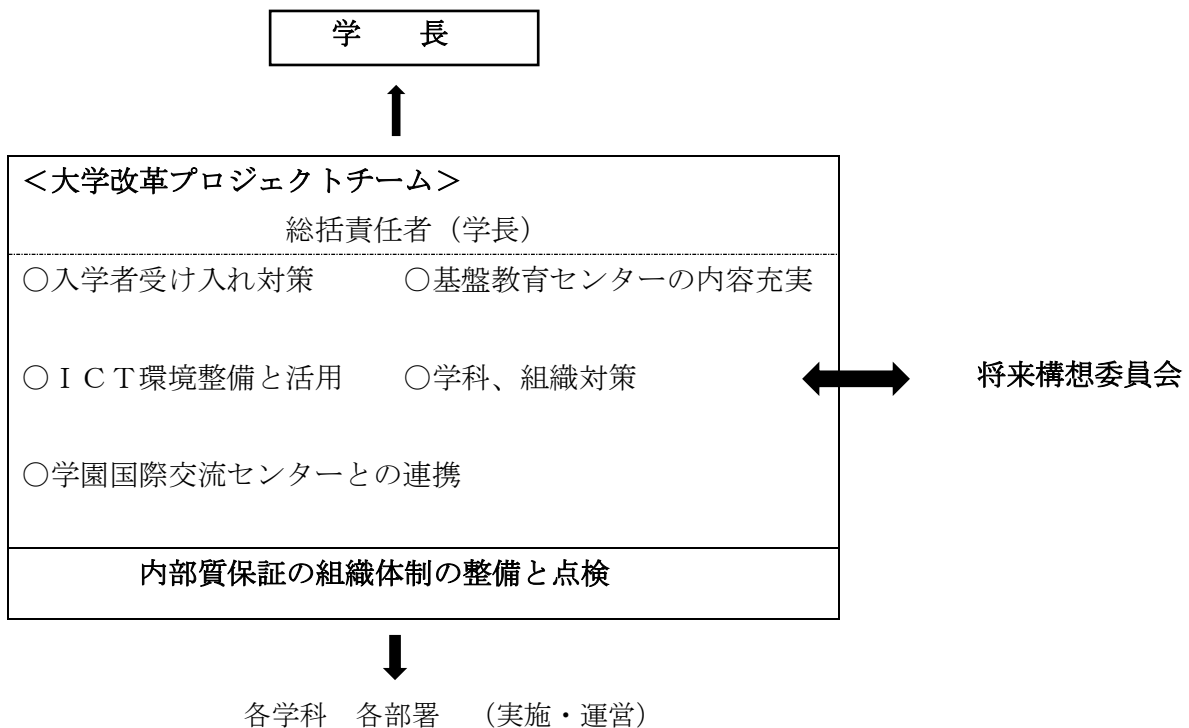 学　　長
＜大学改革プロジェクトチーム＞
総括責任者（学長）
○入学者受け入れ対策　　　○基盤教育センターの内容充実
○ＩＣＴ環境整備と活用　　○学科、組織対策
将来構想委員会
○学園国際交流センターとの連携
内部質保証の組織体制の整備と点検
各学科　各部署　（実施・運営）